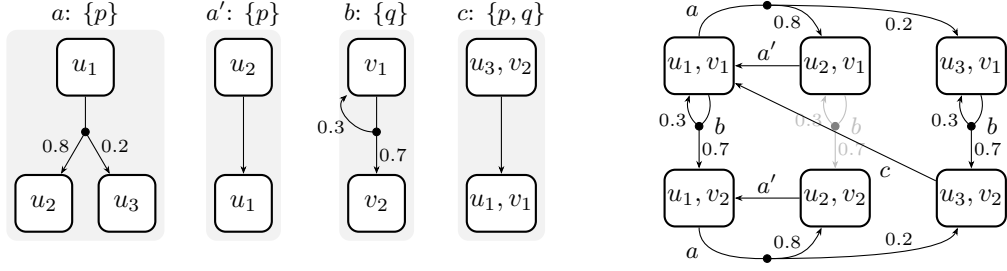 a: {p}
a′: {p}
b: {q}
c: {p, q}
u₁
0.8
0.2
u₂
u₃
u₂
u₁
v₁
0.3
0.7
v₂
u₃, v₂
u₁, v₁
a
0.8
0.2
u₁, v₁
a′
u₂, v₁
u₃, v₁
0.3
b
0.7
0.3
b
0.7
0.3
b
0.7
c
u₁, v₂
a′
u₂, v₂
u₃, v₂
a
0.8
0.2